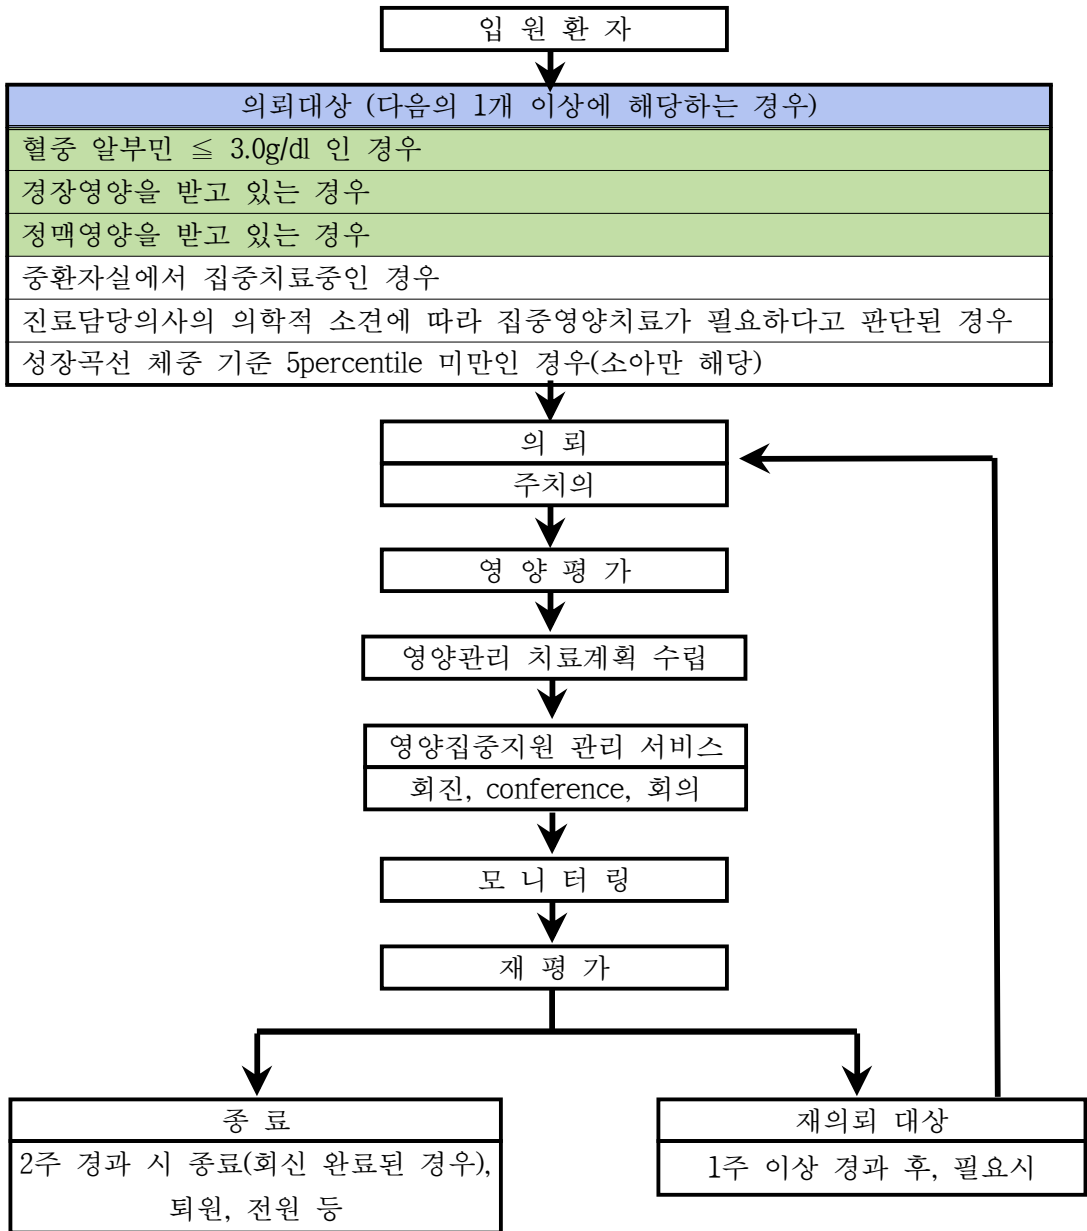 입 원 환 자
의뢰대상 (다음의 1개 이상에 해당하는 경우)
혈중 알부민 ≦ 3.0g/dl 인 경우
경장영양을 받고 있는 경우
정맥영양을 받고 있는 경우
중환자실에서 집중치료중인 경우
진료담당의사의 의학적 소견에 따라 집중영양치료가 필요하다고 판단된 경우
성장곡선 체중 기준 5percentile 미만인 경우(소아만 해당)
의 뢰
주치의
영 양 평 가
영양관리 치료계획 수립
영양집중지원 관리 서비스
회진, conference, 회의
모 니 터 링
재 평 가
종 료
2주 경과 시 종료(회신 완료된 경우),
퇴원, 전원 등
재의뢰 대상
1주 이상 경과 후, 필요시